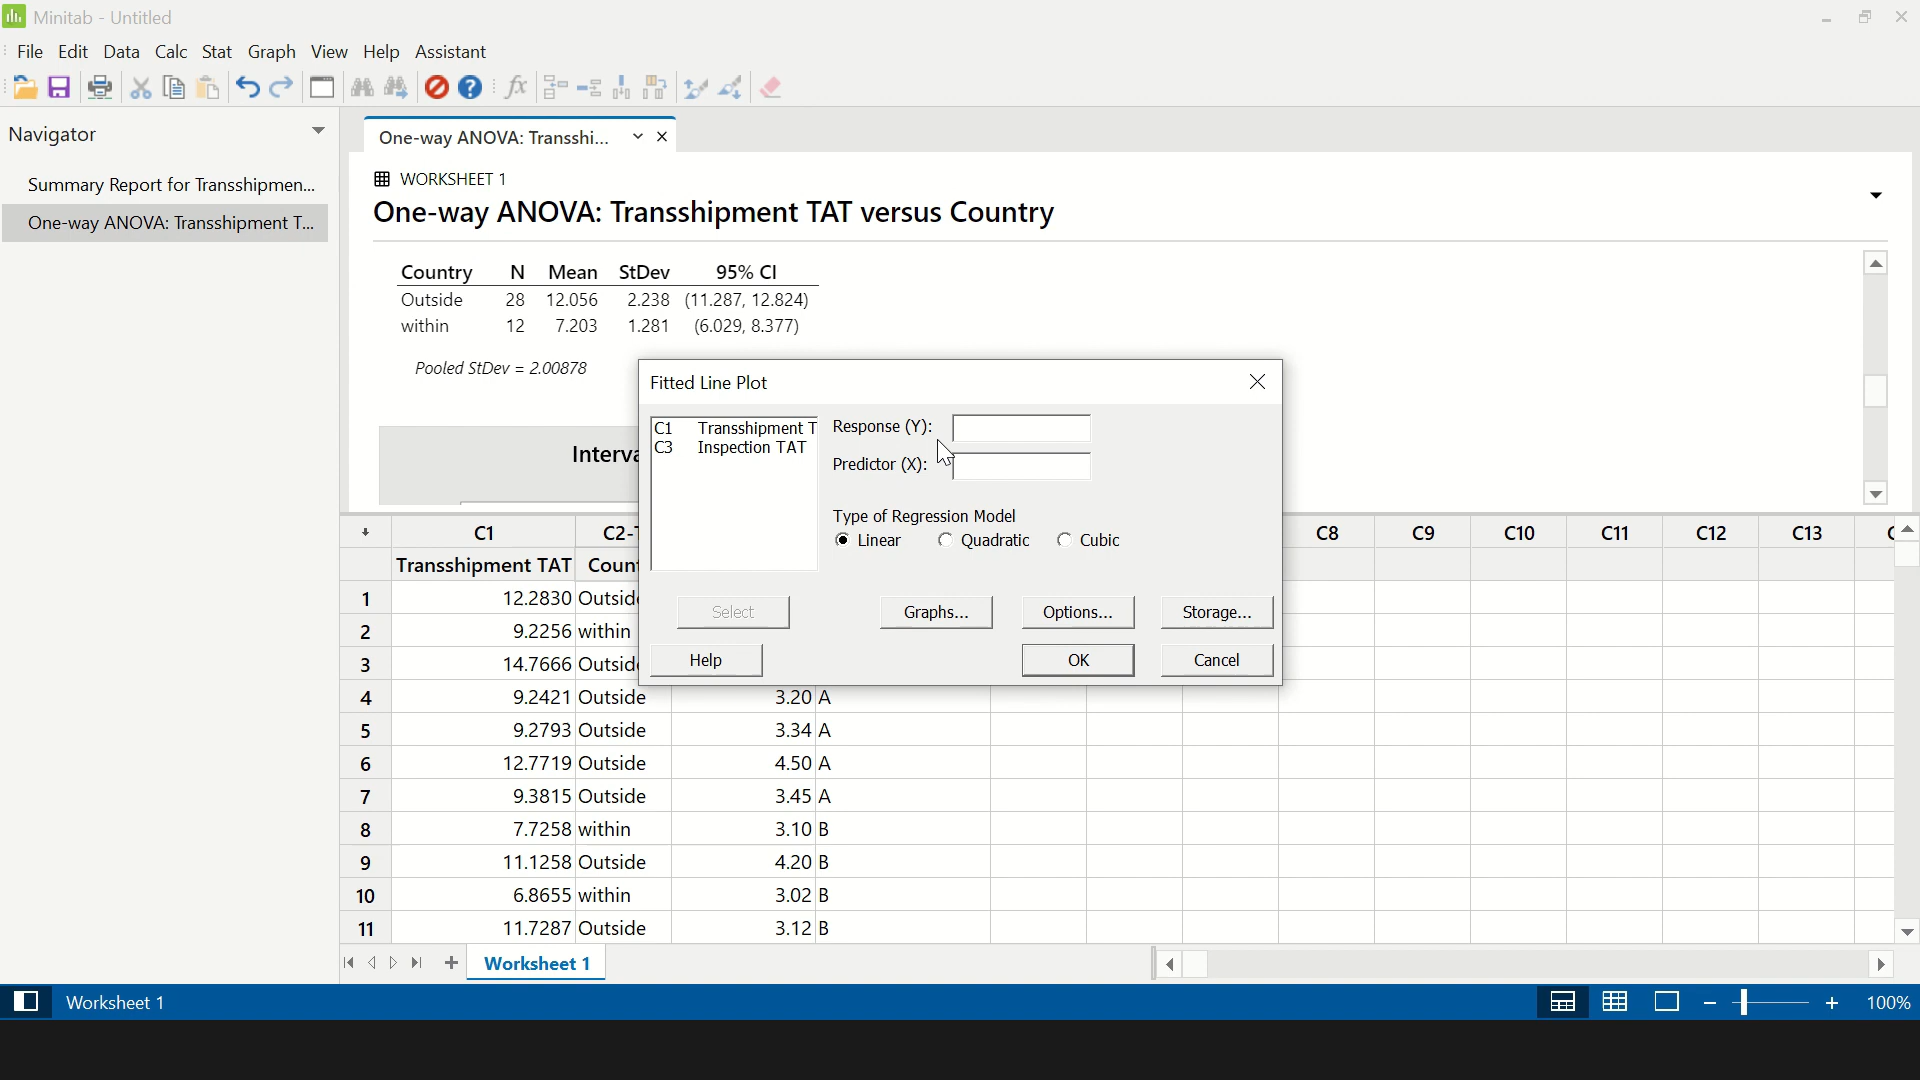 Minitab - Untitled
File Edit Data Calc Stat Graph View Help Assistant
Navigator
Summary Report for Transshipmen...
One-way ANOVA: Transshipment T...
One-way ANOVA: Transshi...
WORKSHEET 1
One-way ANOVA: Transshipment TAT versus Country
Country N Mean StDev 95% CI
Outside 28 12.056 2.238 (11.287, 12.824)
within 12 7.203 1.281 (6.029, 8.377)
Pooled StDev = 2.00878
Interva
Fitted Line Plot
C1 Transshipment T
C3 Inspection TAT
Response (Y):
Predictor (X):
Type of Regression Model
Linear Quadratic Cubic
Select Graphs... Options... Storage...
Help OK Cancel
C1 C2-T C8 C9 C10 C11 C12 C13
Transshipment TAT Coun
1 12.2830 Outside
2 9.2256 within
3 14.7666 Outside
4 9.2421 Outside 3.20 A
5 9.2793 Outside 3.34 A
6 12.7719 Outside 4.50 A
7 9.3815 Outside 3.45 A
8 7.7258 within 3.10 B
9 11.1258 Outside 4.20 B
10 6.8655 within 3.02 B
11 11.7287 Outside 3.12 B
Worksheet 1
Worksheet 1 100%